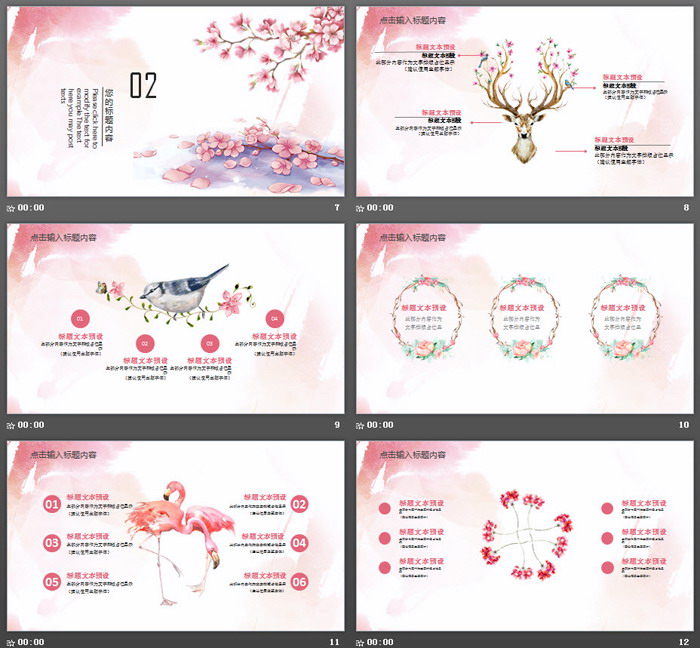 02
您的标题内容
Please click here to
modify the text for
example The text
here you may post
texts
00:00
7
点击输入标题内容
标题文本预设
标题文本预设
此部分内容作为文字排版占位显示
（建议使用主题字体）
标题文本预设
标题文本预设
此部分内容作为文字排版占位显示
（建议使用主题字体）
标题文本预设
标题文本预设
此部分内容作为文字排版占位显示
（建议使用主题字体）
标题文本预设
标题文本预设
此部分内容作为文字排版占位显示
（建议使用主题字体）
00:00
8
点击输入标题内容
01
标题文本预设
此部分内容作为文字排版占位显示
（建议使用主题字体）
02
标题文本预设
此部分内容作为文字排版占位显示
（建议使用主题字体）
03
标题文本预设
此部分内容作为文字排版占位显示
（建议使用主题字体）
04
标题文本预设
此部分内容作为文字排版占位显示
（建议使用主题字体）
00:00
9
点击输入标题内容
标题文本预设
此部分内容作为
文字排版占位显
标题文本预设
此部分内容作为
文字排版占位显
标题文本预设
此部分内容作为
文字排版占位显
00:00
10
点击输入标题内容
01
标题文本预设
此部分内容作为文字排版占位显示
（建议使用主题字体）
标题文本预设
02
此部分内容作为文字排版占位显示
（建议使用主题字体）
03
标题文本预设
此部分内容作为文字排版占位显示
（建议使用主题字体）
标题文本预设
04
此部分内容作为文字排版占位显示
（建议使用主题字体）
05
标题文本预设
此部分内容作为文字排版占位显示
（建议使用主题字体）
标题文本预设
06
此部分内容作为文字排版占位显示
（建议使用主题字体）
00:00
11
点击输入标题内容
标题文本预设
标题文本预设
标题文本预设
标题文本预设
标题文本预设
标题文本预设
00:00
12